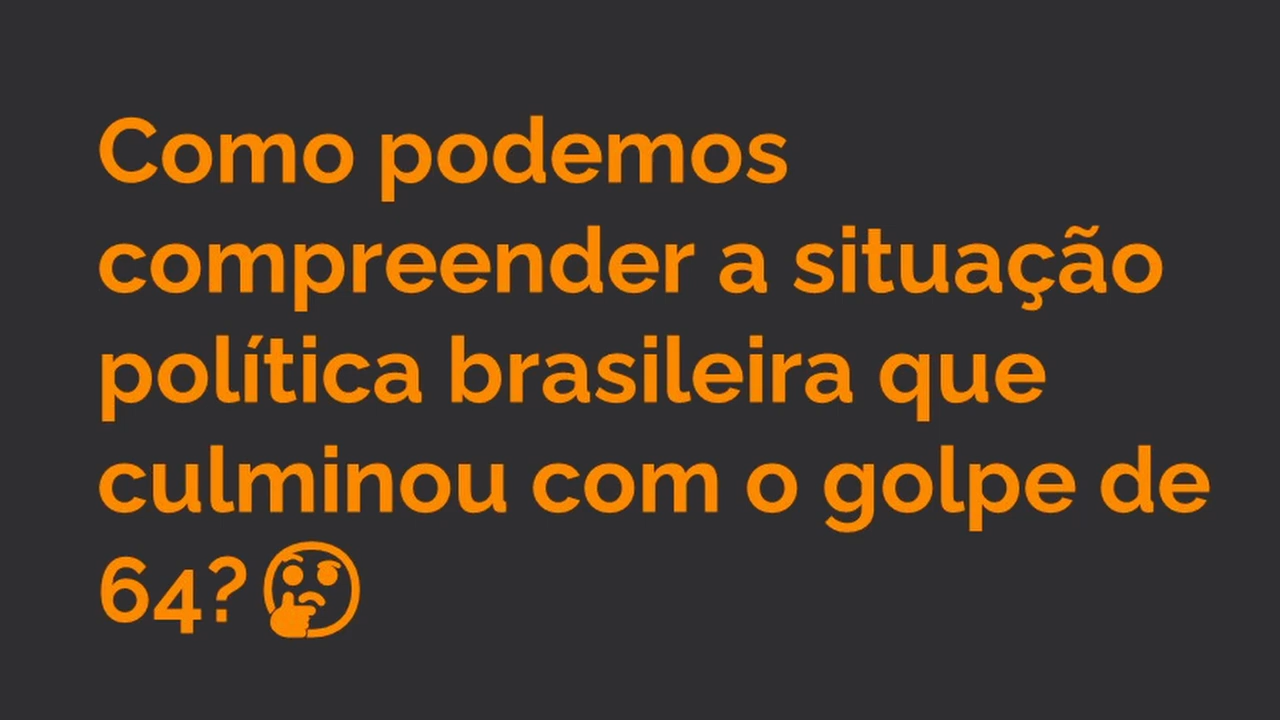 Como podemos
compreender a situação
política brasileira que
culminou com o golpe de
64?🤔